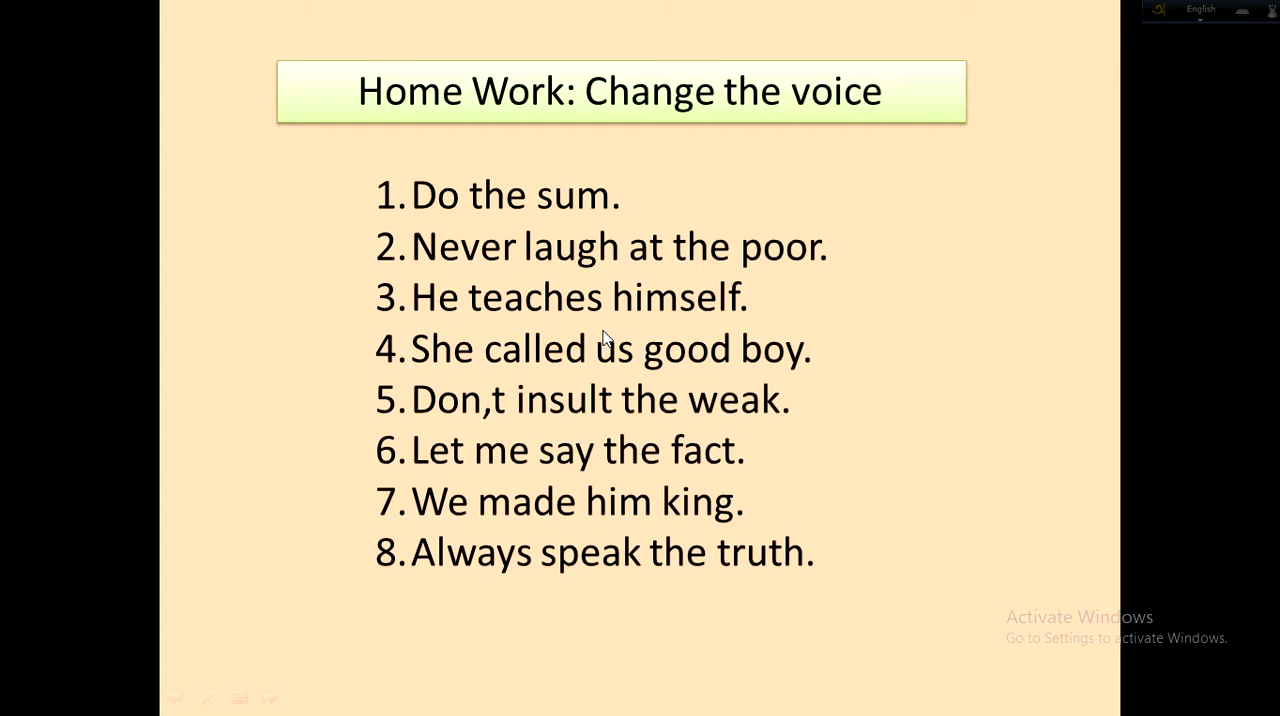 English
Home Work: Change the voice
1. Do the sum.
2. Never laugh at the poor.
3. He teaches himself.
4. She called us good boy.
5. Don,t insult the weak.
6. Let me say the fact.
7. We made him king.
8. Always speak the truth.
Activate Windows
Go to Settings to activate Windows.